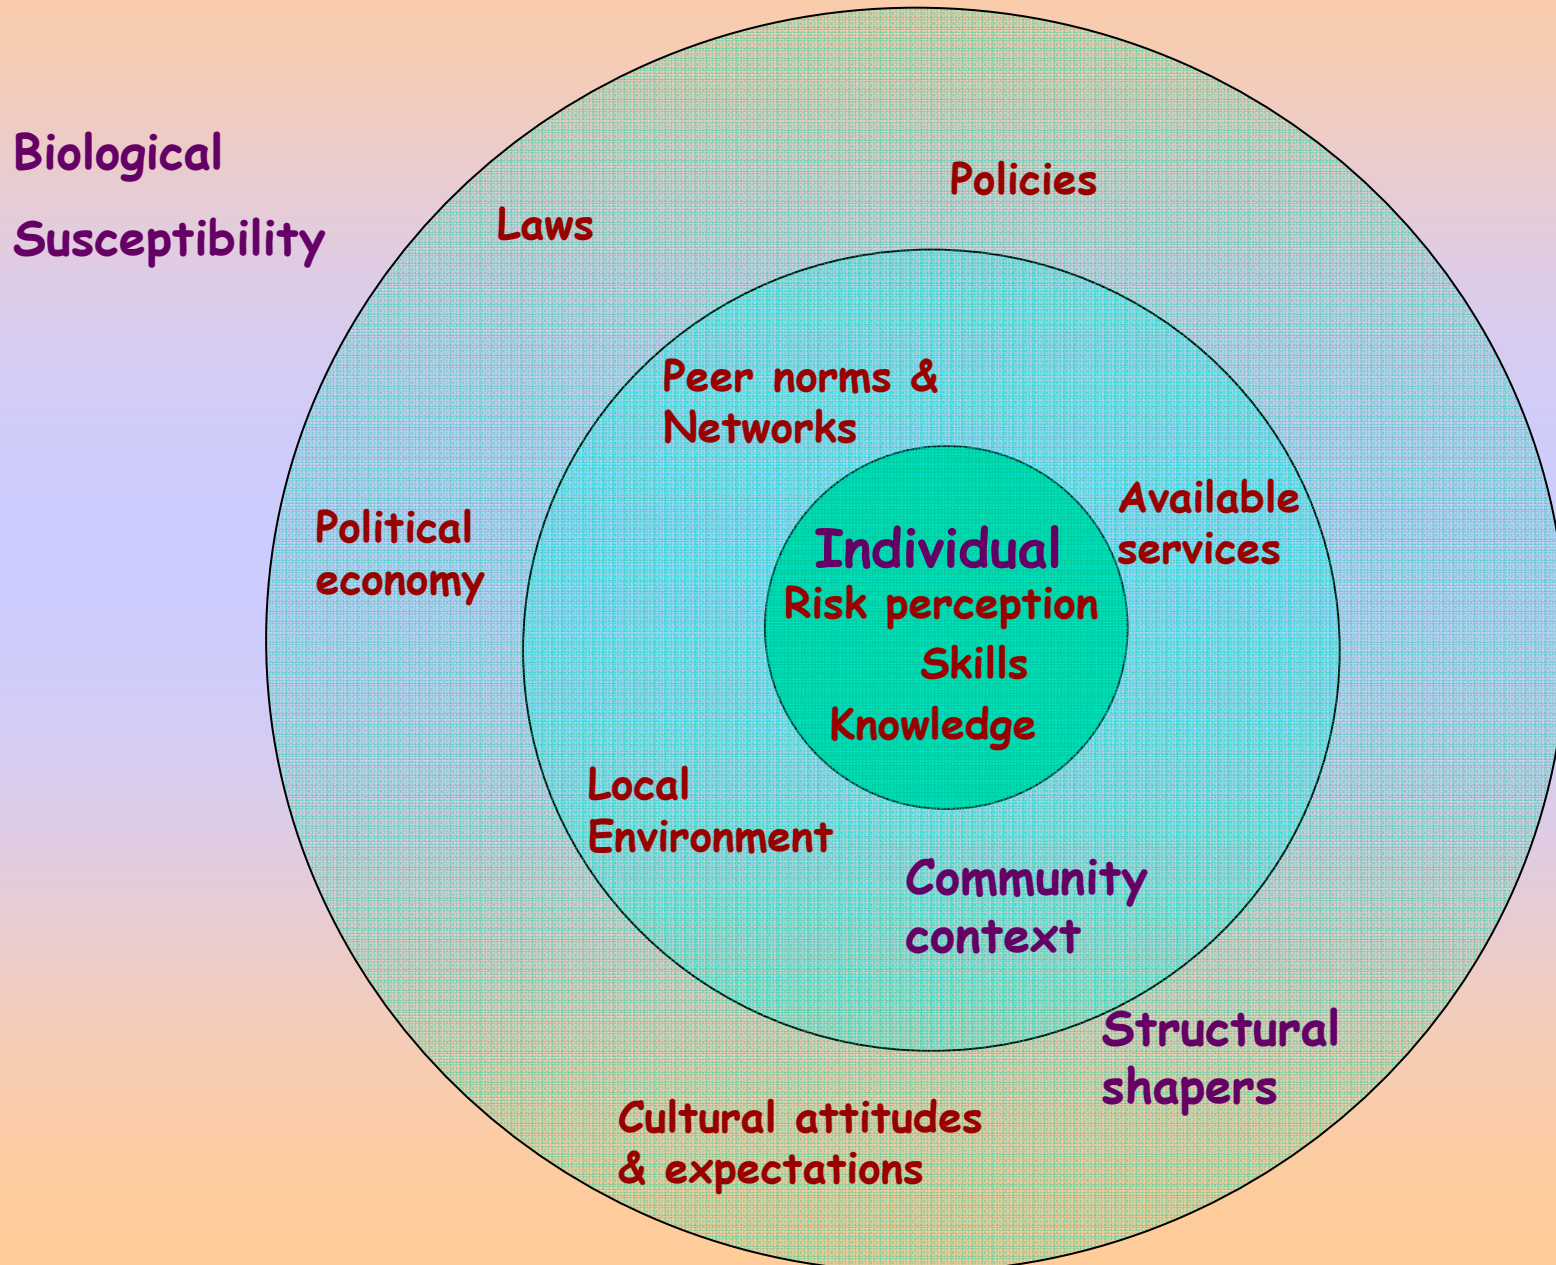 Biological
Susceptibility
Policies
Laws
Peer norms &
Networks
Available
services
Political
economy
Individual
Risk perception
Skills
Knowledge
Local
Environment
Community
context
Structural
shapers
Cultural attitudes
& expectations